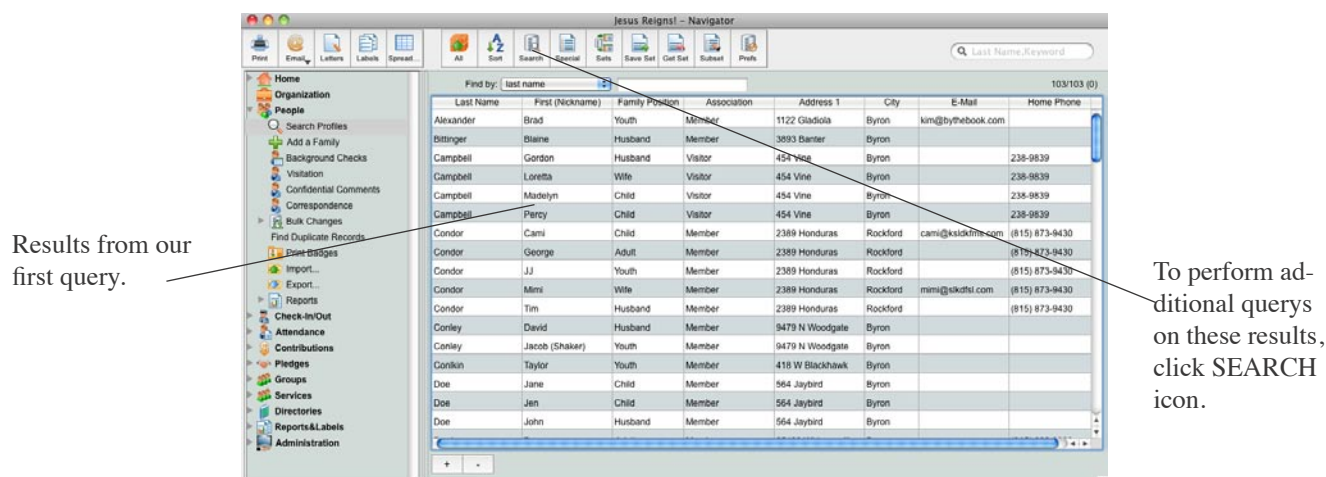 Jesus Reigns! – Navigator
Print Email Letters Labels Spread... All Sort Search Special Sets Save Set Get Set Subset Prefs Last Name,Keyword
Find by: last name 103/103 (0)
Home
Organization
People
Search Profiles
Add a Family
Background Checks
Visitation
Confidential Comments
Correspondence
Bulk Changes
Find Duplicate Records
Print Badges
Import...
Export...
Reports
Check-In/Out
Attendance
Contributions
Pledges
Groups
Services
Directories
Reports&Labels
Administration
Last Name First (Nickname) Family Position Association Address 1 City E-Mail Home Phone
Alexander Brad Youth Member 1122 Gladiola Byron kim@bythebook.com
Bittinger Blaine Husband Member 3893 Banter Byron
Campbell Gordon Husband Visitor 454 Vine Byron 238-9839
Campbell Loretta Wife Visitor 454 Vine Byron 238-9839
Campbell Madelyn Child Visitor 454 Vine Byron 238-9839
Campbell Percy Child Visitor 454 Vine Byron 238-9839
Condor Cami Child Member 2389 Honduras Rockford cami@ksldkfms.com (815) 873-9430
Condor George Adult Member 2389 Honduras Rockford (815) 873-9430
Condor JJ Youth Member 2389 Honduras Rockford (815) 873-9430
Condor Mimi Wife Member 2389 Honduras Rockford mimi@slkdfsl.com (815) 873-9430
Condor Tim Husband Member 2389 Honduras Rockford (815) 873-9430
Conley David Husband Member 9479 N Woodgate Byron
Conley Jacob (Shaker) Youth Member 9479 N Woodgate Byron
Conlkin Taylor Youth Member 418 W Blackhawk Byron
Doe Jane Child Member 564 Jaybird Byron
Doe Jen Child Member 564 Jaybird Byron
Doe John Husband Member 564 Jaybird Byron
+ -
Results from our
first query.
To perform ad-
ditional querys
on these results,
click SEARCH
icon.